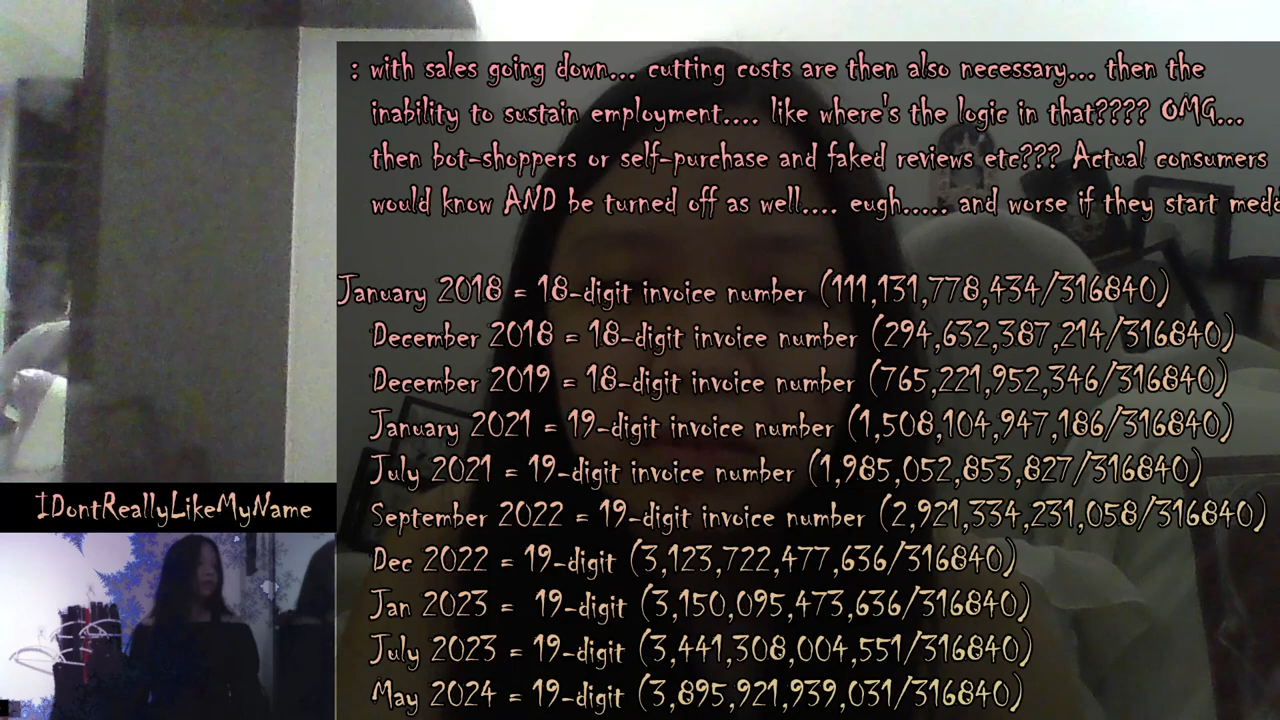 : with sales going down... cutting costs are then also necessary... then the
inability to sustain employment.... like where's the logic in that???? OMG...
then bot-shoppers or self-purchase and faked reviews etc??? Actual consumers
would know AND be turned off as well.... eugh..... and worse if they start
January 2018 = 18-digit invoice number (111,131,778,434/316840)
December 2018 = 18-digit invoice number (294,632,387,214/316840)
December 2019 = 18-digit invoice number (765,221,952,346/316840)
January 2021 = 19-digit invoice number (1,508,104,947,186/316840)
July 2021 = 19-digit invoice number (1,985,052,853,827/316840)
September 2022 = 19-digit invoice number (2,921,334,231,058/316840)
Dec 2022 = 19-digit (3,123,722,477,636/316840)
Jan 2023 = 19-digit (3,150,095,473,636/316840)
July 2023 = 19-digit (3,441,308,004,551/316840)
May 2024 = 19-digit (3,895,921,939,031/316840)
IDontReallyLikeMyName